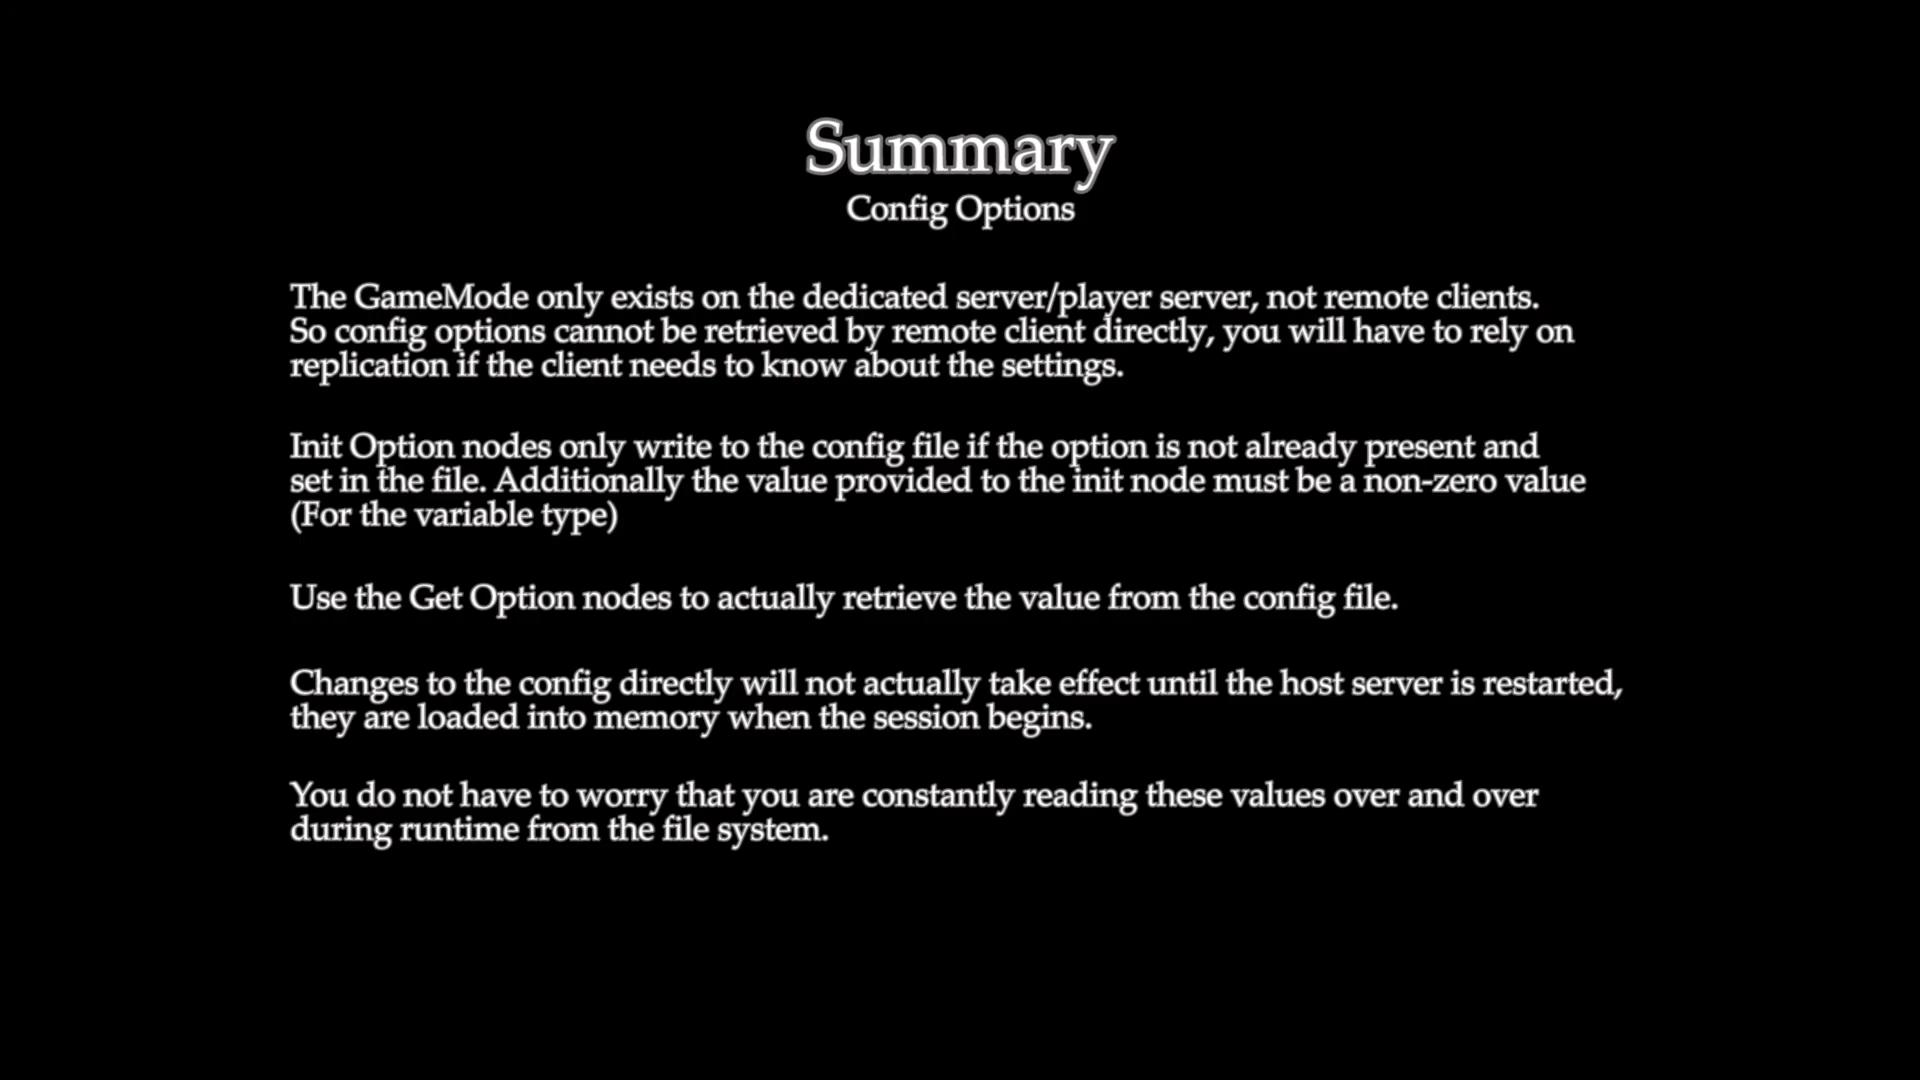 Summary
Config Options
The GameMode only exists on the dedicated server/player server, not remote clients.
So config options cannot be retrieved by remote client directly, you will have to rely on
replication if the client needs to know about the settings.
Init Option nodes only write to the config file if the option is not already present and
set in the file. Additionally the value provided to the init node must be a non-zero value
(For the variable type)
Use the Get Option nodes to actually retrieve the value from the config file.
Changes to the config directly will not actually take effect until the host server is restarted,
they are loaded into memory when the session begins.
You do not have to worry that you are constantly reading these values over and over
during runtime from the file system.